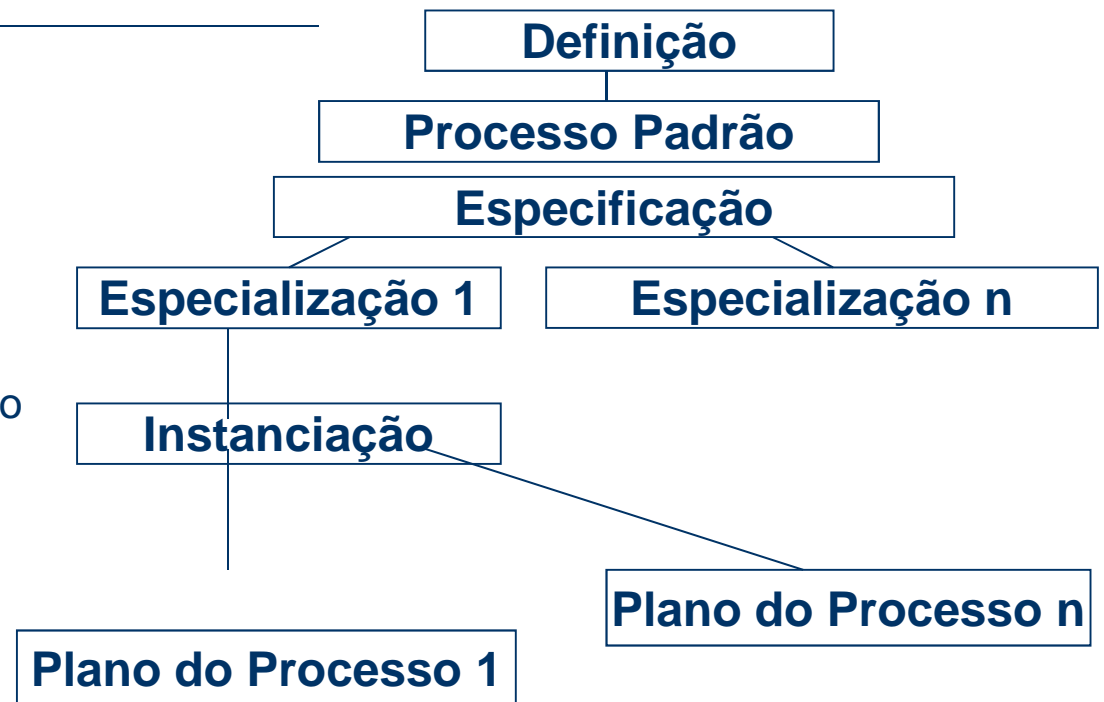 Definição
Processo Padrão
Especificação
Especialização 1
Especialização n
o
Instanciação
Plano do Processo n
Plano do Processo 1